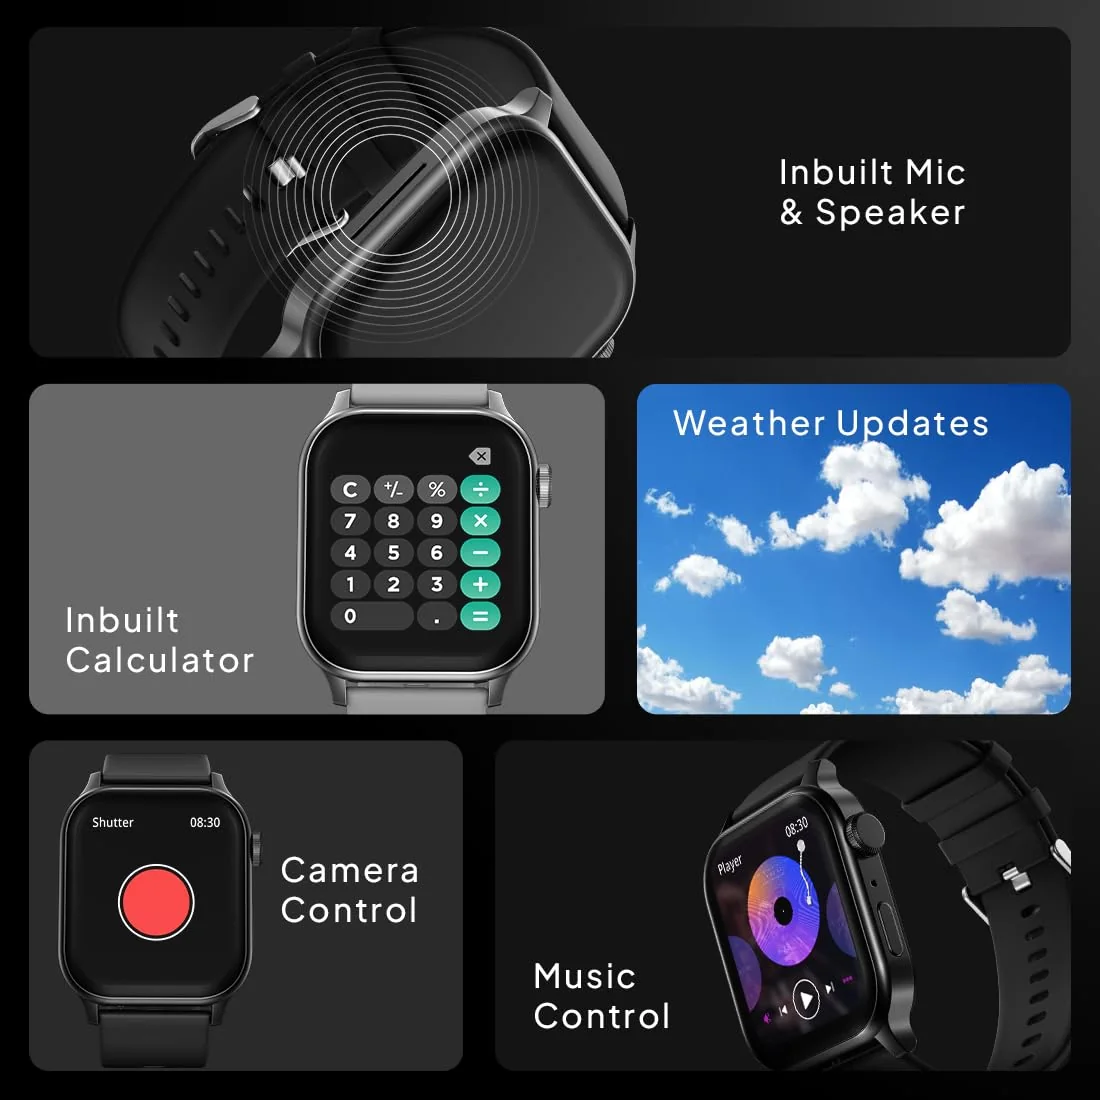 Inbuilt Mic
& Speaker
C +/- % ÷
7 8 9 ×
4 5 6 −
1 2 3 +
0 . =
Inbuilt
Calculator
Weather Updates
Shutter 08:30
Camera
Control
Player 08:30
Music
Control